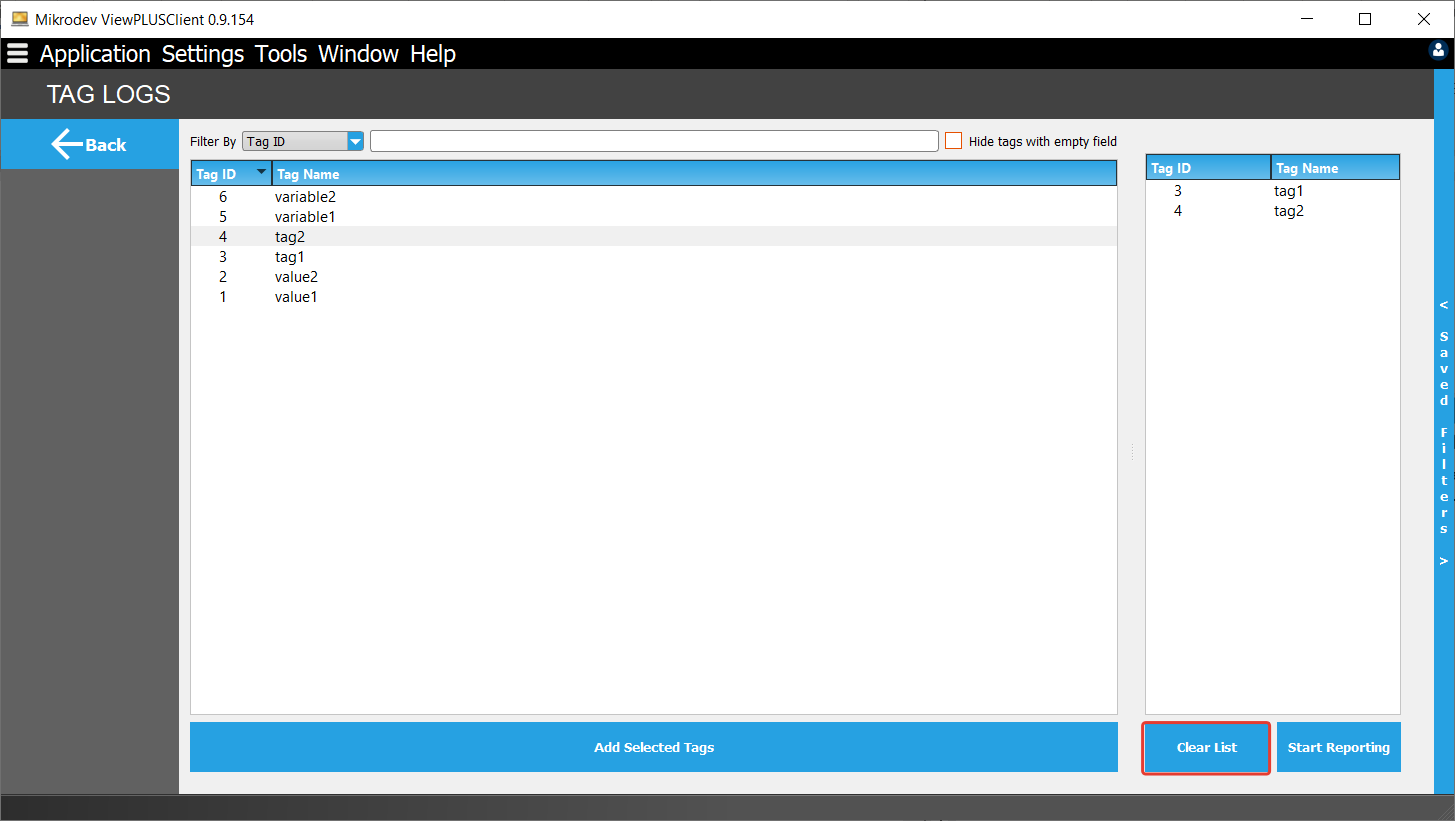 Mikrodev ViewPLUSClient 0.9.154
Application Settings Tools Window Help
TAG LOGS
Back
Filter By Tag ID Hide tags with empty field
Tag ID Tag Name
6 variable2
5 variable1
4 tag2
3 tag1
2 value2
1 value1
Add Selected Tags
Tag ID Tag Name
3 tag1
4 tag2
Clear List Start Reporting
< Saved Filters >